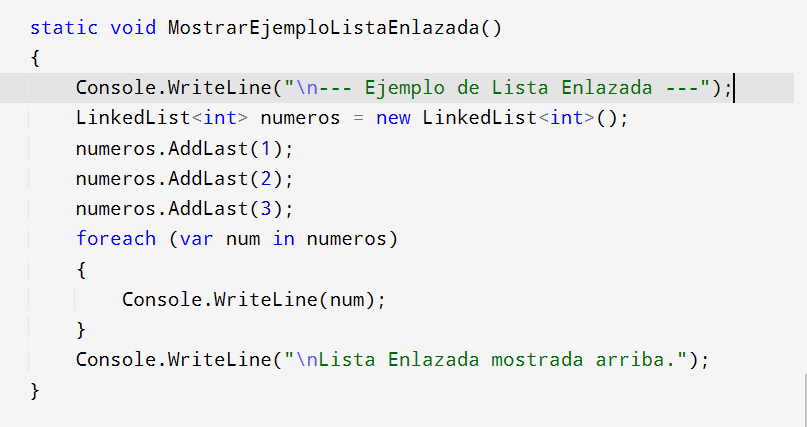 static void MostrarEjemploListaEnlazada()
{
    Console.WriteLine("\n--- Ejemplo de Lista Enlazada ---");
    LinkedList<int> numeros = new LinkedList<int>();
    numeros.AddLast(1);
    numeros.AddLast(2);
    numeros.AddLast(3);
    foreach (var num in numeros)
    {
        Console.WriteLine(num);
    }
    Console.WriteLine("\nLista Enlazada mostrada arriba.");
}